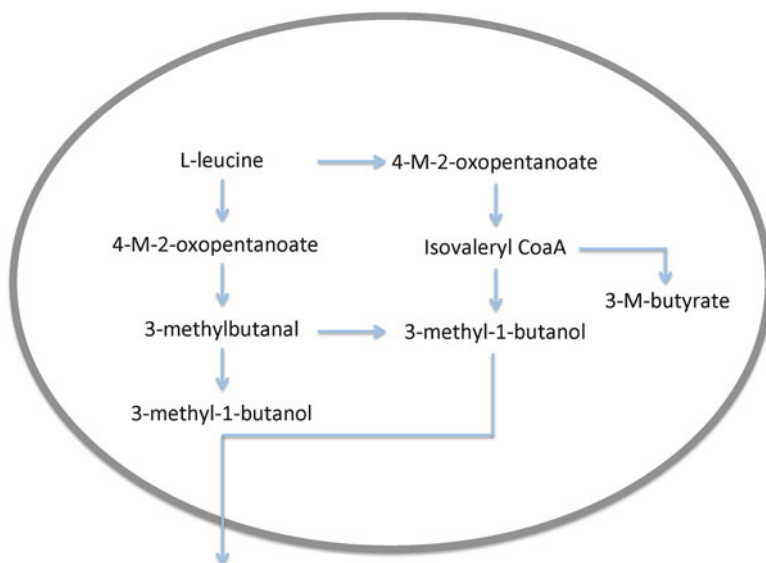 L-leucine
4-M-2-oxopentanoate
4-M-2-oxopentanoate
Isovaleryl CoaA
3-M-butyrate
3-methylbutanal
3-methyl-1-butanol
3-methyl-1-butanol